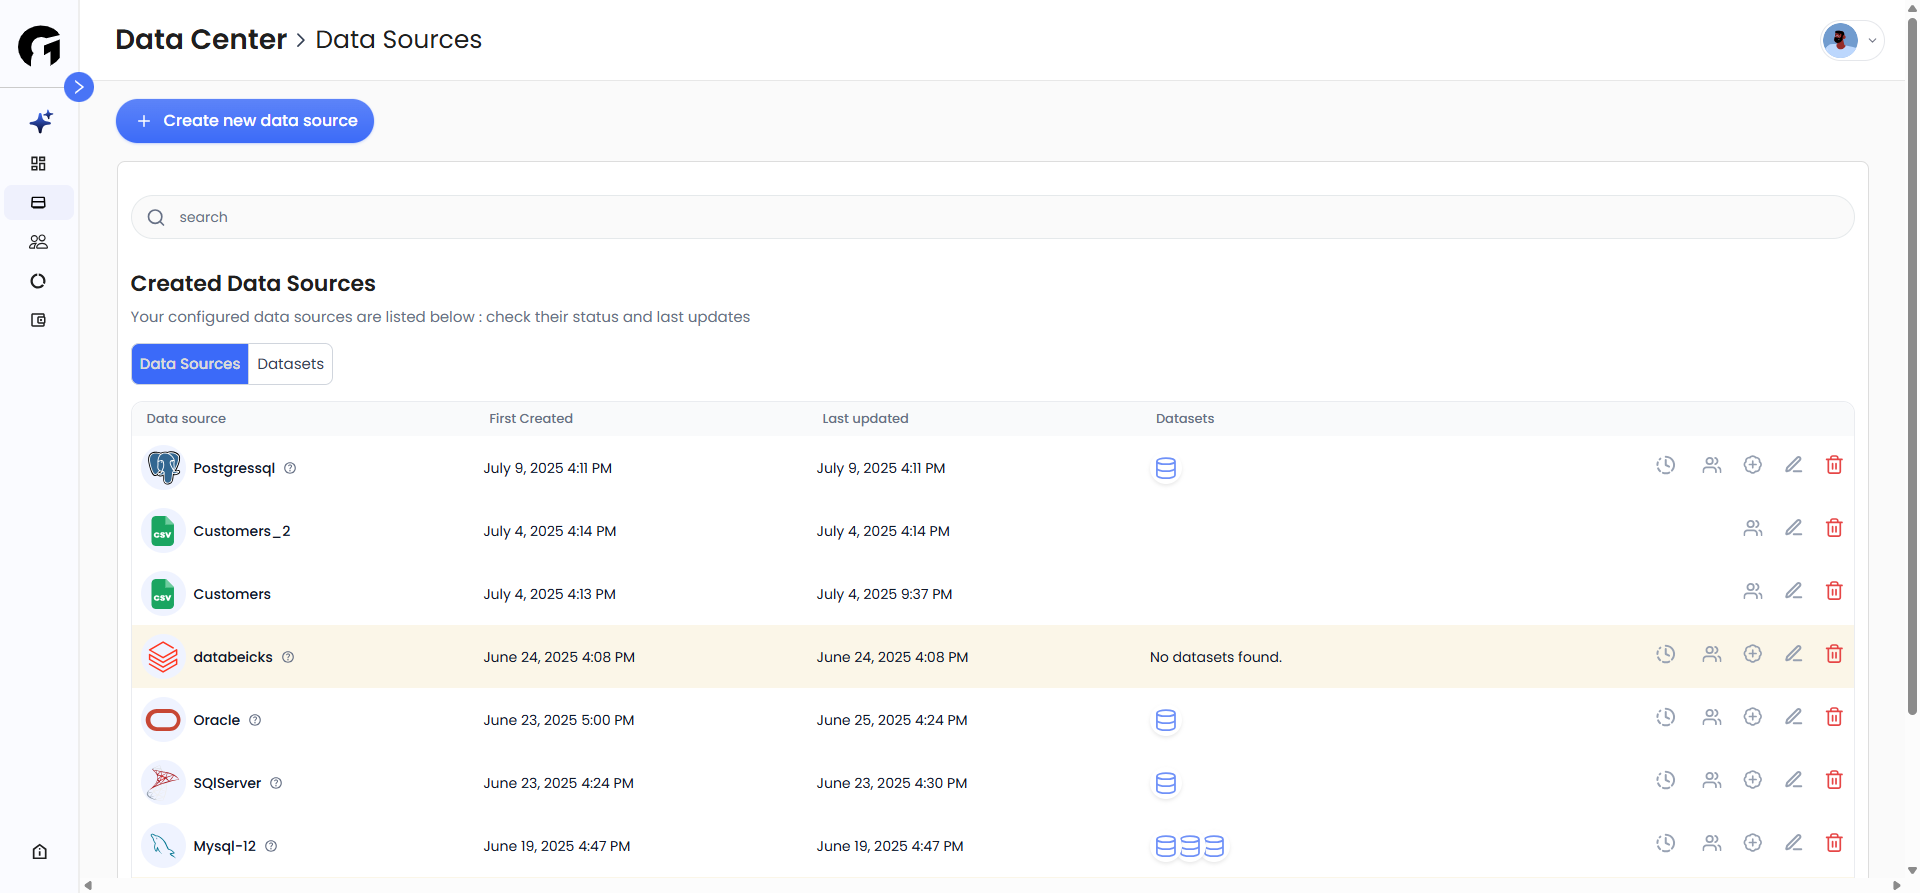 Data Center > Data Sources
+ Create new data source
search
Created Data Sources
Your configured data sources are listed below : check their status and last updates
Data Sources Datasets
Data source First Created Last updated Datasets
Postgressql July 9, 2025 4:11 PM July 9, 2025 4:11 PM
CSV Customers_2 July 4, 2025 4:14 PM July 4, 2025 4:14 PM
CSV Customers July 4, 2025 4:13 PM July 4, 2025 9:37 PM
databeicks June 24, 2025 4:08 PM June 24, 2025 4:08 PM No datasets found.
Oracle June 23, 2025 5:00 PM June 25, 2025 4:24 PM
SQlServer June 23, 2025 4:24 PM June 23, 2025 4:30 PM
Mysql-12 June 19, 2025 4:47 PM June 19, 2025 4:47 PM